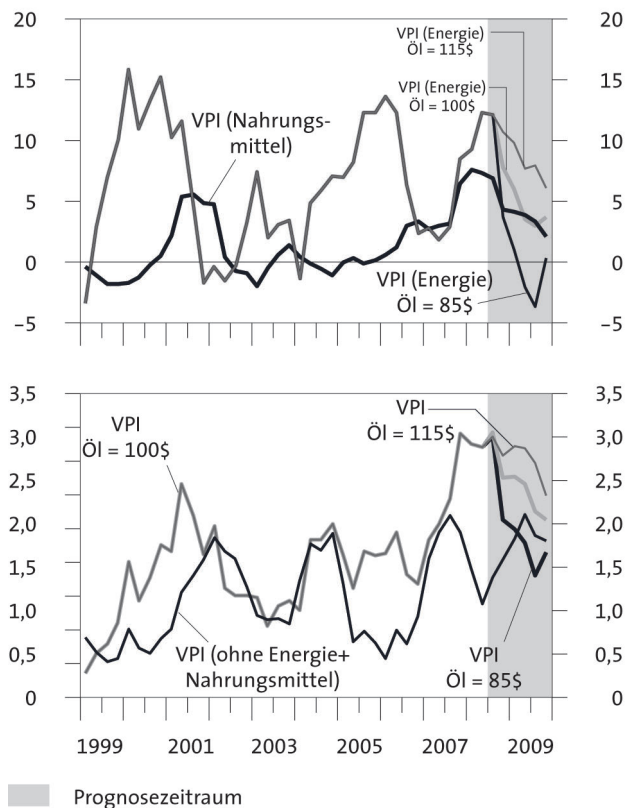 20
15
10
5
0
−5
20
15
10
5
0
−5
VPI (Energie)
Öl = 115$
VPI (Energie)
Öl = 100$
VPI (Nahrungs-
mittel)
VPI (Energie)
Öl = 85$
3,5
3,0
2,5
2,0
1,5
1,0
0,5
0
3,5
3,0
2,5
2,0
1,5
1,0
0,5
0
VPI
Öl = 100$
VPI
Öl = 115$
VPI (ohne Energie+
Nahrungsmittel)
VPI
Öl = 85$
1999 2001 2003 2005 2007 2009
Prognosezeitraum